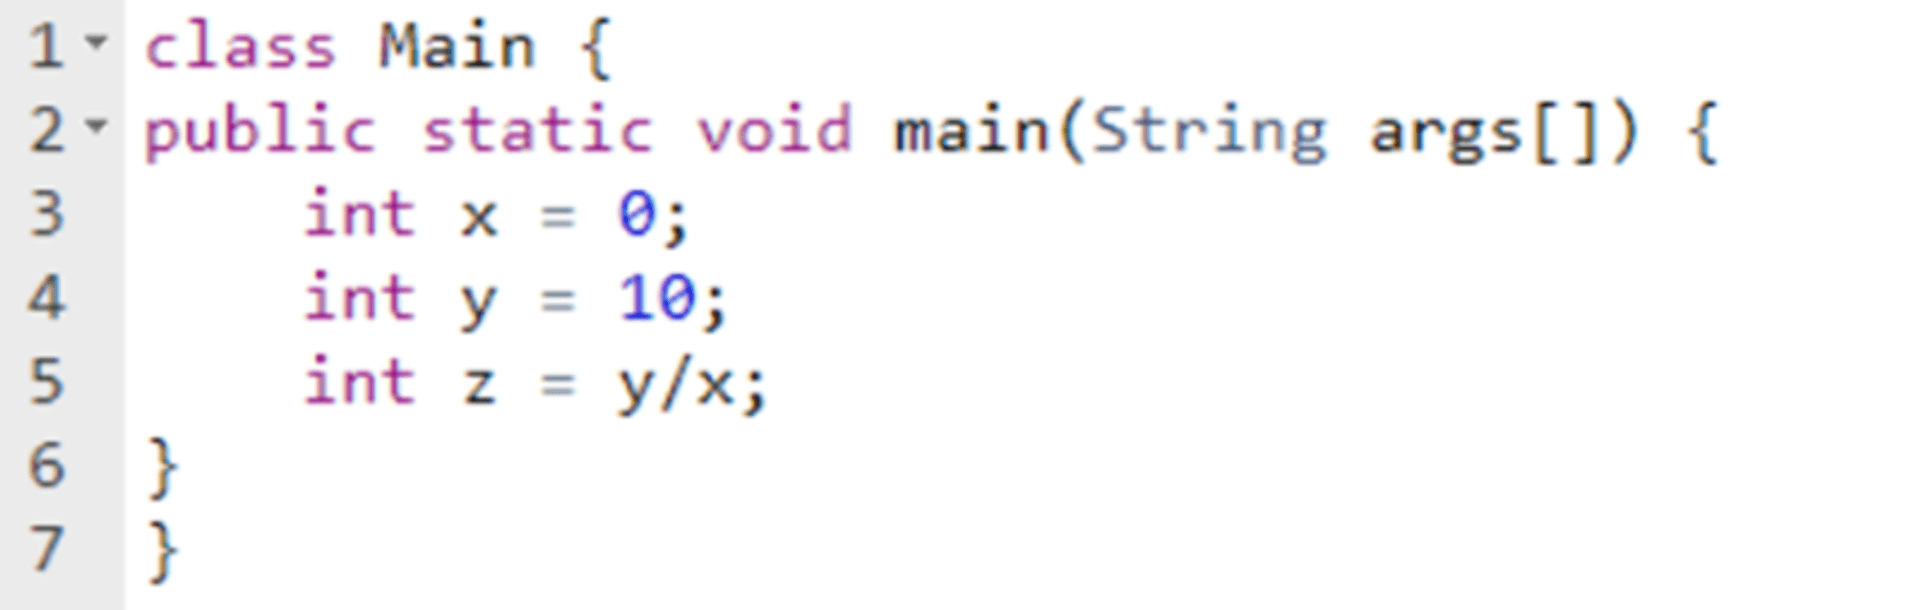 1 class Main {
2 public static void main(String args[]) {
3     int x = 0;
4     int y = 10;
5     int z = y/x;
6 }
7 }